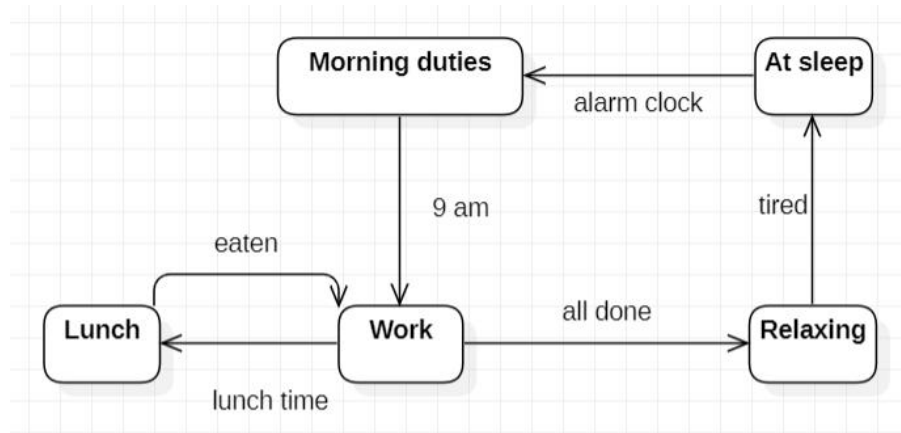 Morning duties
At sleep
alarm clock
9 am
tired
eaten
Lunch
Work
all done
Relaxing
lunch time